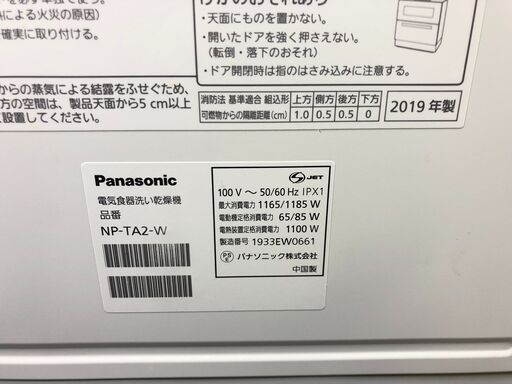 による火災の原因)
確実に取り付ける。
からの蒸気による結露をふせぐため、
方の空間は、製品天面から5 cm以上
設置してください。
・天面にものを置かない。
・開いたドアを強く押さえない。
(転倒・落下のおそれ)
・ドア開閉時は指のはさみ込みに注意する。
消防法 基準適合 組込形 上方 側方 後方 下方
可燃物からの離隔距離(cm) 1.0 0.5 0.5 0
2019 年製
Panasonic
電気食器洗い乾燥機
品番
NP-TA2-W
JET
100 V ~ 50/60 Hz IPX1
最大消費電力 1165/1185 W
電動機定格消費電力 65/85 W
電熱装置定格消費電力 1100 W
製造番号 1933EW0661
PSE パナソニック株式会社
中国製